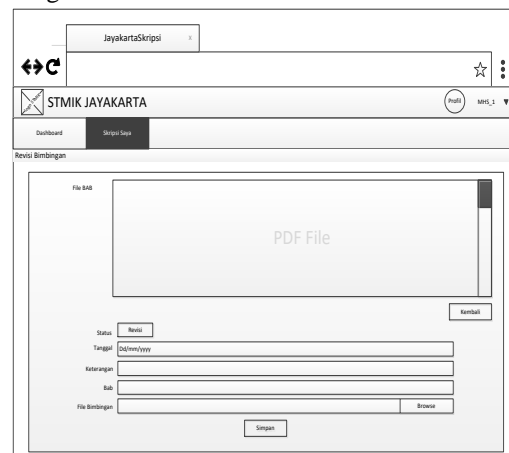 JayakartaSkripsi x
STMIK JAYAKARTA
Profil MHS_1
Dashboard Skripsi Saya
Revisi Bimbingan
File BAB
PDF File
Kembali
Status Revisi
Tanggal Dd/mm/yyyy
Keterangan
Bab
File Bimbingan Browse
Simpan